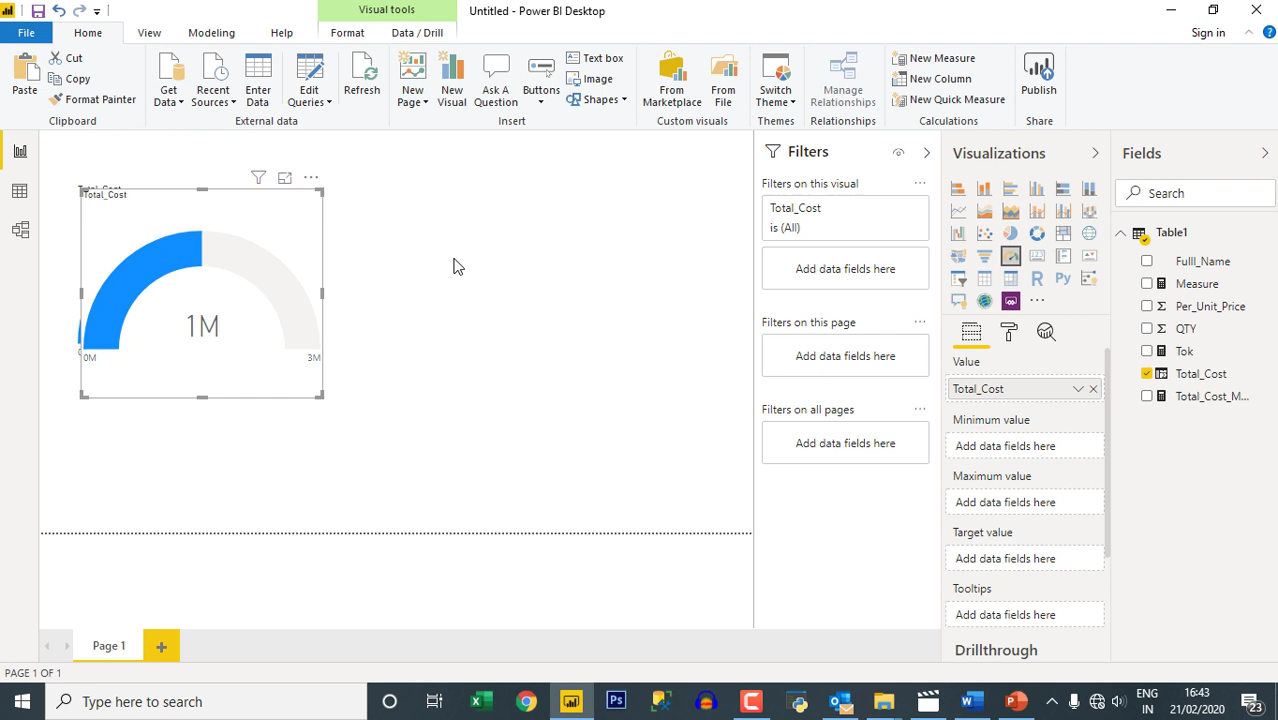 Visual tools
Untitled - Power BI Desktop
File
Home
View
Modeling
Help
Format
Data / Drill
Sign in
Paste
Cut
Copy
Format Painter
Clipboard
Get Data
Recent Sources
Enter Data
Edit Queries
Refresh
External data
New Page
New Visual
Ask A Question
Buttons
Text box
Image
Shapes
Insert
From Marketplace
From File
Custom visuals
Switch Theme
Themes
Manage Relationships
Relationships
New Measure
New Column
New Quick Measure
Calculations
Publish
Share
Total_Cost
Total_Cost
1M
0M
3M
Filters
Filters on this visual
Total_Cost
is (All)
Add data fields here
Filters on this page
Add data fields here
Filters on all pages
Add data fields here
Visualizations
R
Py
Value
Total_Cost
Minimum value
Add data fields here
Maximum value
Add data fields here
Target value
Add data fields here
Tooltips
Add data fields here
Drillthrough
Fields
Search
Table1
Fulll_Name
Measure
Per_Unit_Price
QTY
Tok
Total_Cost
Total_Cost_M...
Page 1
PAGE 1 OF 1
Type here to search
Ps
ENG
IN
16:43
21/02/2020
23